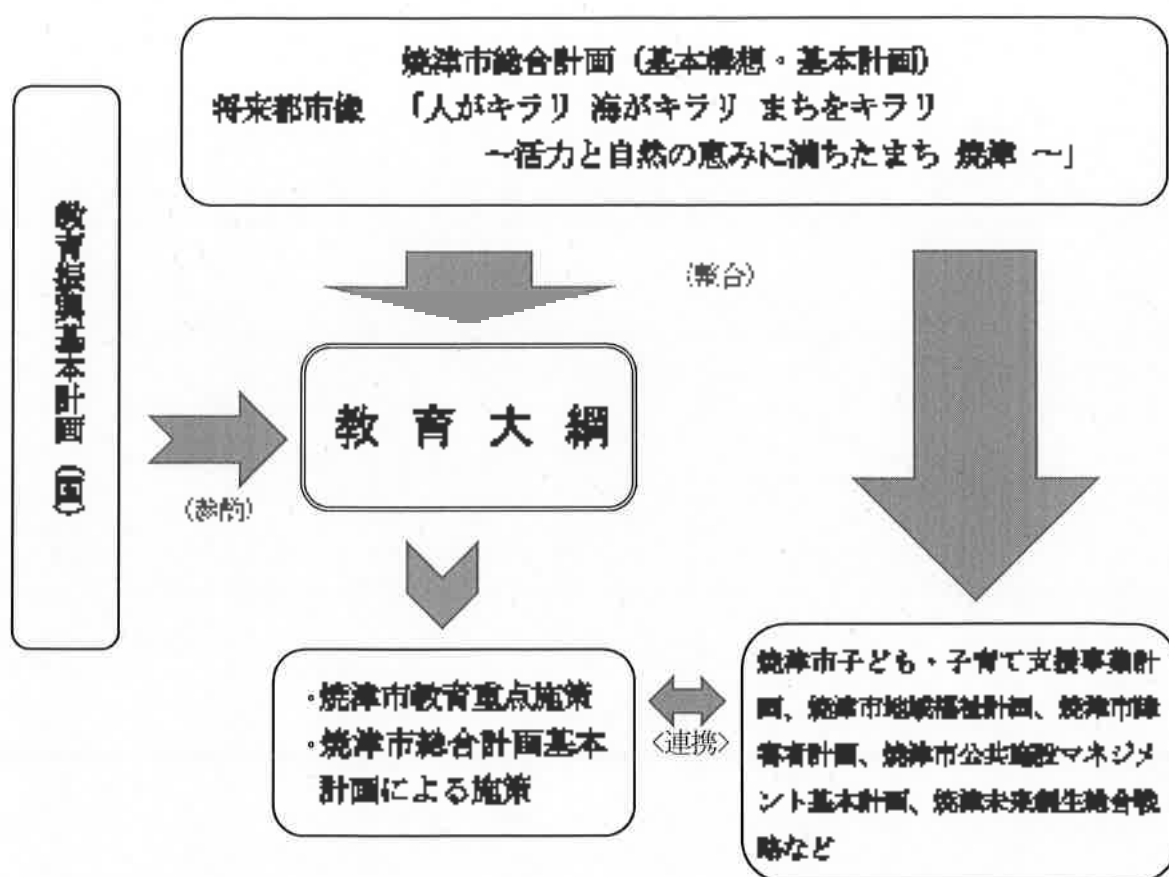 焼津市総合計画（基本構想・基本計画）
将来都市像　「人がキラリ 海がキラリ まちをキラリ
～活力と自然の恵みに満ちたまち 焼津 ～」
教育振興基本計画（国）
（整合）
教 育 大 綱
（参酌）
・焼津市教育重点施策
・焼津市総合計画基本
計画による施策
<連携>
焼津市子ども・子育て支援事業計
画、焼津市地域福祉計画、焼津市障
害者計画、焼津市公共施設マネジメ
ント基本計画、焼津未来創生総合戦
略など